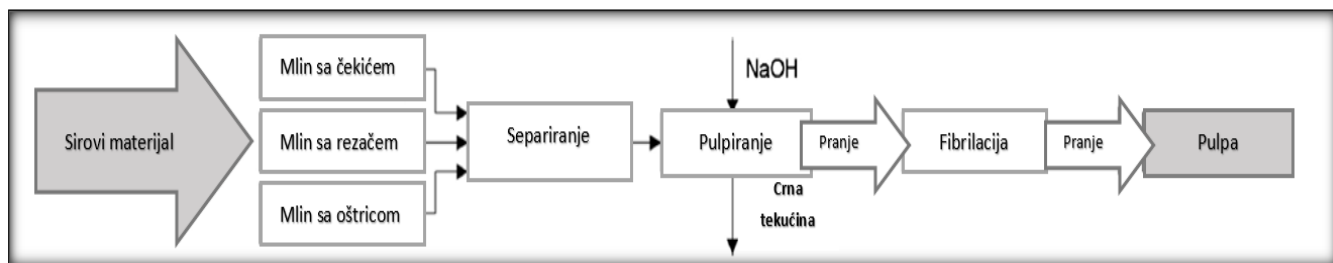 Sirovi materijal
Mlin sa čekićem
Mlin sa rezačem
Mlin sa oštricom
Separiranje
NaOH
Pulpiranje
Crna
tekućina
Pranje
Fibrilacija
Pranje
Pulpa